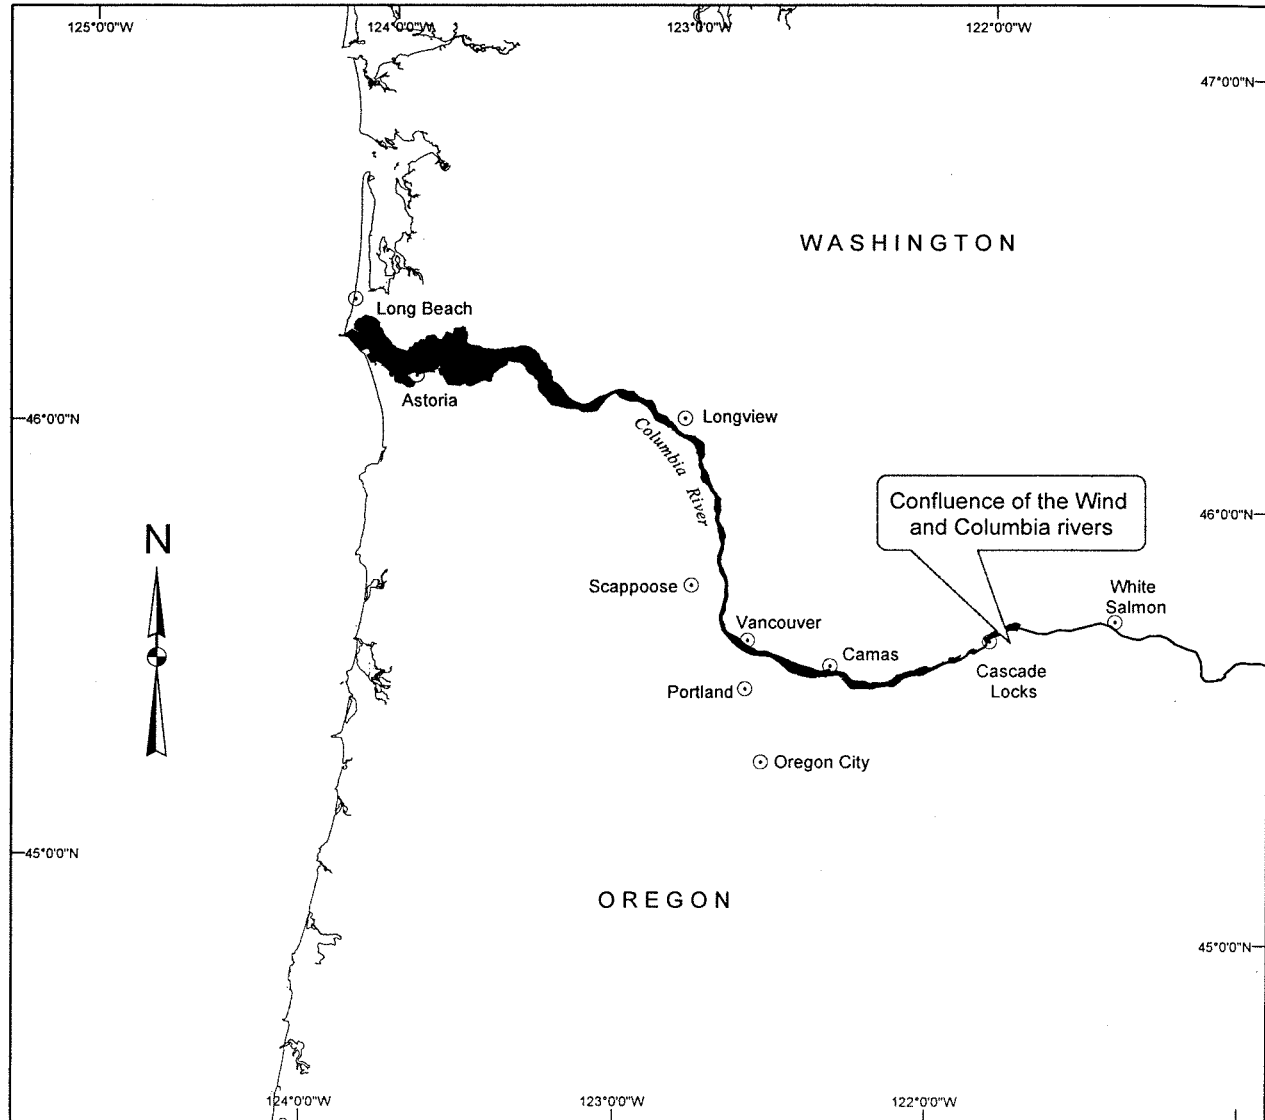 125°0'0"W
124°0'0"W
123°0'0"W
122°0'0"W
47°0'0"N
WASHINGTON
Long Beach
Astoria
46°0'0"N
Longview
Columbia River
Confluence of the Wind
and Columbia rivers
46°0'0"N
N
Scappoose
White
Salmon
Vancouver
Camas
Cascade
Locks
Portland
Oregon City
45°0'0"N
OREGON
45°0'0"N
124°0'0"W
123°0'0"W
122°0'0"W